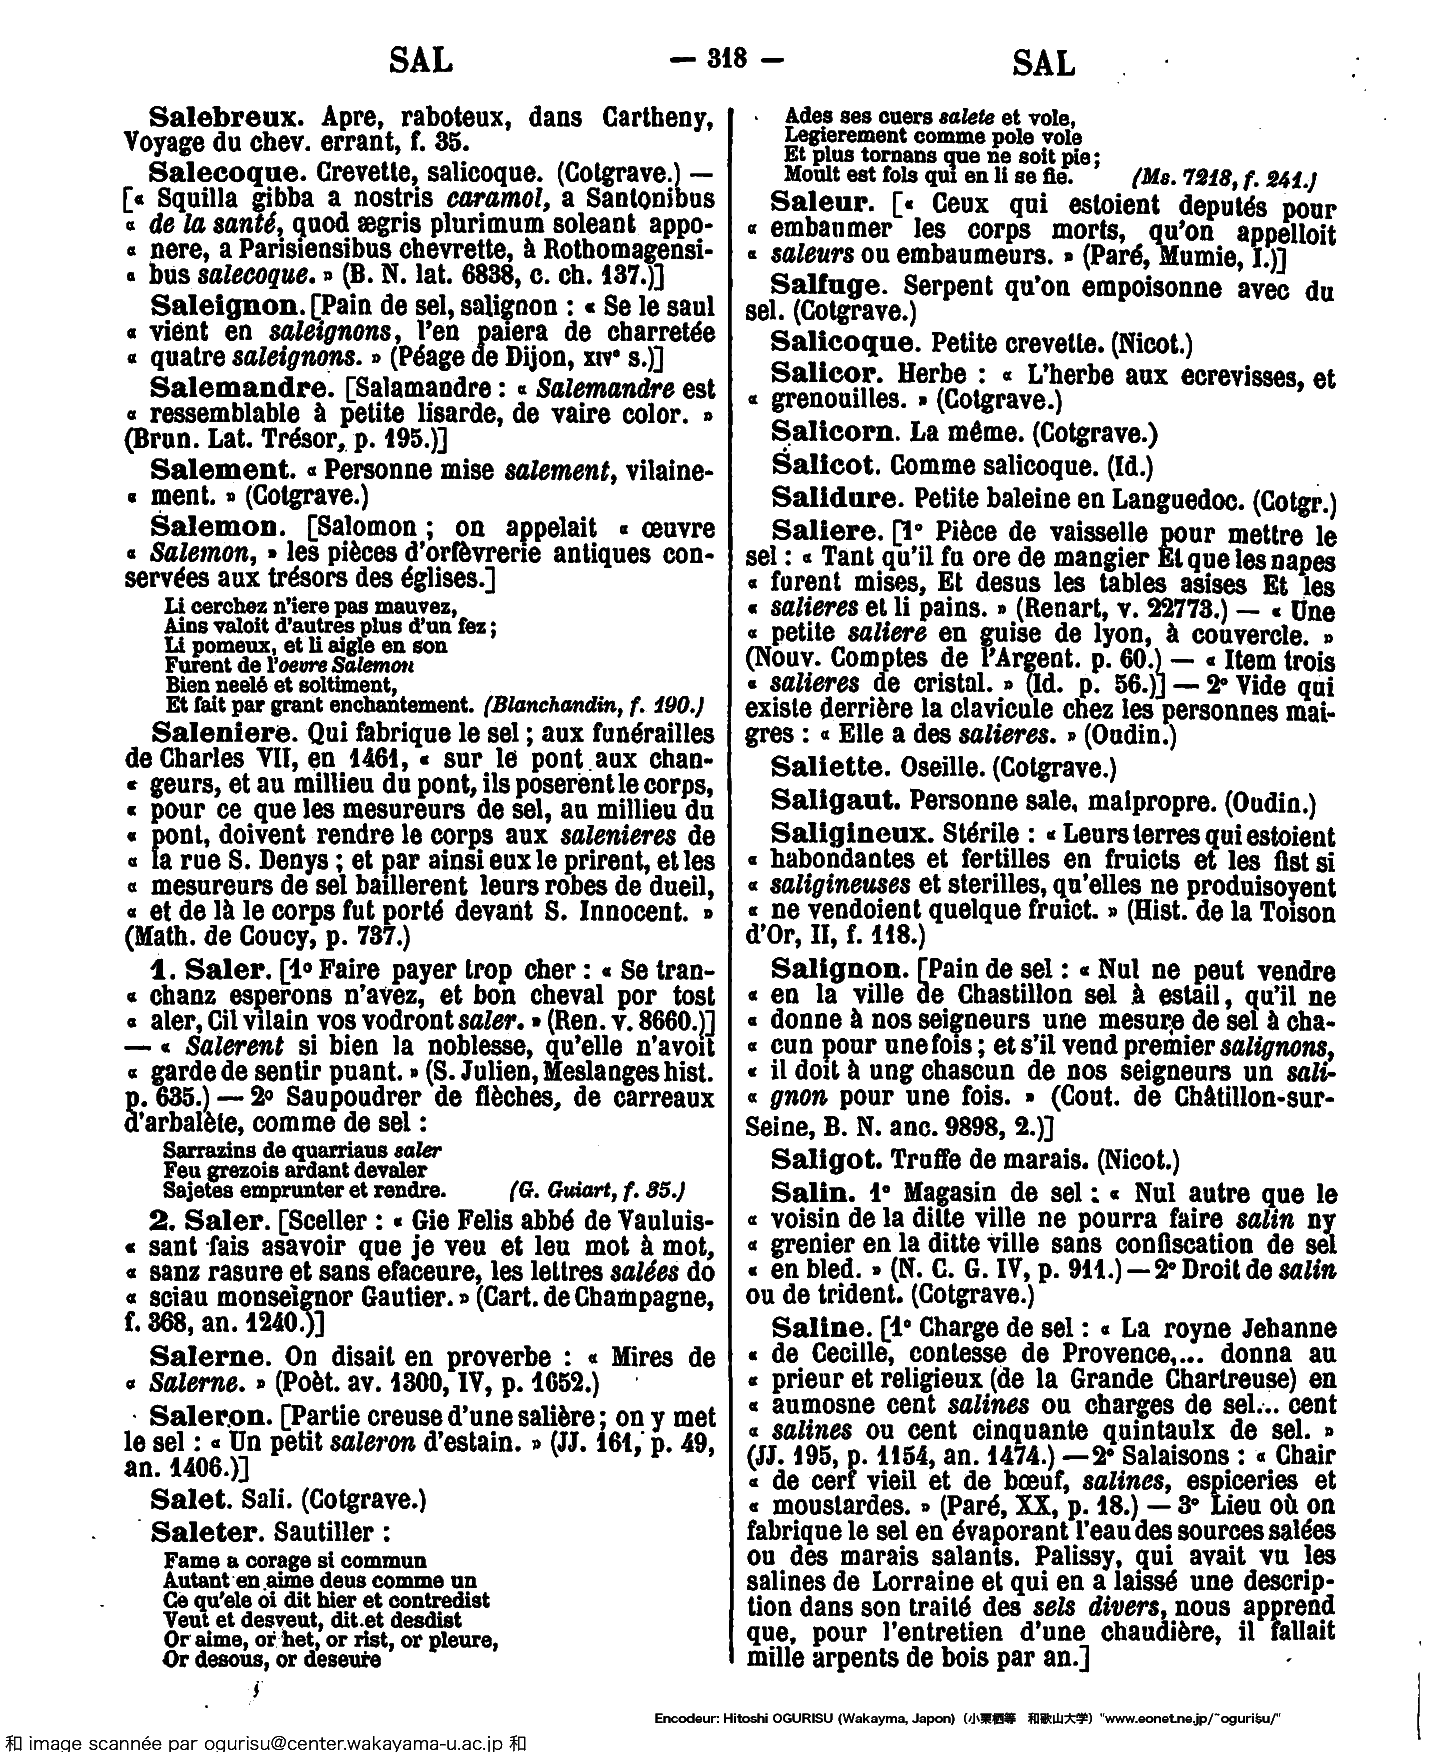 SAL — 318 — SAL
Salebreux. Apre, raboteux, dans Cartheny,
Voyage du chev. errant, f. 35.
Salecoque. Crevette, salicoque. (Cotgrave.) —
[« Squilla gibba a nostris caramol, a Santonibus
« de la santé, quod ægris plurimum soleant appo-
« nere, a Parisiensibus chevrette, à Rothomagensi-
« bus salecoque. » (B. N. lat. 6838, c. ch. 137.)]
Saleignon. [Pain de sel, salignon : « Se le saul
« vient en saleignons, l'en paiera de charretée
« quatre saleignons. » (Péage de Dijon, XIVe s.)]
Salemandre. [Salamandre : « Salemandre est
« ressemblable à petite lisarde, de vaire color. »
(Brun. Lat. Trésor, p. 195.)]
Salement. « Personne mise salement, vilaine-
« ment. » (Cotgrave.)
Salemon. [Salomon ; on appelait « œuvre
« Salemon, » les pièces d'orfèvrerie antiques con-
servées aux trésors des églises.]
Li cerchez n'iere pas mauvez,
Ains valoit d'autres plus d'un fez ;
Li pomeux, et li aigle en son
Furent de l'oevre Salemon
Bien neelé et soltiment,
Et fait par grant enchantement. (Blanchandin, f. 190.)
Saleniere. Qui fabrique le sel ; aux funérailles
de Charles VII, en 1461, « sur le pont aux chan-
« geurs, et au millieu du pont, ils poserent le corps,
« pour ce que les mesureurs de sel, au millieu du
« pont, doivent rendre le corps aux salenieres de
« la rue S. Denys ; et par ainsi eux le prirent, et les
« mesureurs de sel baillerent leurs robes de dueil,
« et de là le corps fut porté devant S. Innocent. »
(Math. de Coucy, p. 737.)
1. Saler. [1o Faire payer trop cher : « Se tran-
« chanz esperons n'avez, et bon cheval por tost
« aler, Cil vilain vos vodront saler. » (Ren. v. 8660.)]
— « Salerent si bien la noblesse, qu'elle n'avoit
« garde de sentir puant. » (S. Julien, Meslanges hist.
p. 635.) — 2o Saupoudrer de flèches, de carreaux
d'arbalète, comme de sel :
Sarrazins de quarriaus saler
Feu grezois ardant devaler
Sajetes emprunter et rendre. (G. Guiart, f. 35.)
2. Saler. [Sceller : « Gie Felis abbé de Vauluis-
« sant fais asavoir que je veu et leu mot à mot,
« sanz rasure et sans efaceure, les lettres salées do
« sciau monseignor Gautier. » (Cart. de Champagne,
f. 368, an. 1240.)]
Salerne. On disait en proverbe : « Mires de
« Salerne. » (Poèt. av. 1300, IV, p. 1652.)
Saleron. [Partie creuse d'une salière ; on y met
le sel : « Un petit saleron d'estain. » (JJ. 161, p. 49,
an. 1406.)]
Salet. Sali. (Cotgrave.)
Saleter. Sautiller :
Fame a corage si commun
Autant en aime deus comme un
Ce qu'ele oi dit hier et contredist
Veut et desveut, dit et desdist
Or aime, or het, or rist, or pleure,
Or desous, or deseure
Ades ses cuers salete et vole,
Legierement comme pole vole
Et plus tornans que ne soit pie ;
Moult est fols qui en li se fie. (Ms. 7218, f. 241.)
Saleur. [« Ceux qui estoient deputés pour
« embaumer les corps morts, qu'on appelloit
« saleurs ou embaumeurs. » (Paré, Mumie, I.)]
Salfuge. Serpent qu'on empoisonne avec du
sel. (Cotgrave.)
Salicoque. Petite crevette. (Nicot.)
Salicor. Herbe : « L'herbe aux ecrevisses, et
« grenouilles. » (Cotgrave.)
Salicorn. La même. (Cotgrave.)
Salicot. Comme salicoque. (Id.)
Salidure. Petite baleine en Languedoc. (Cotgr.)
Saliere. [1o Pièce de vaisselle pour mettre le
sel : « Tant qu'il fu ore de mangier Et que les napes
« furent mises, Et desus les tables asises Et les
« salieres et li pains. » (Renart, v. 22773.) — « Une
« petite saliere en guise de lyon, à couvercle. »
(Nouv. Comptes de l'Argent. p. 60.) — « Item trois
« salieres de cristal. » (Id. p. 56.)] — 2o Vide qui
existe derrière la clavicule chez les personnes mai-
gres : « Elle a des salieres. » (Oudin.)
Saliette. Oseille. (Cotgrave.)
Saligaut. Personne sale, malpropre. (Oudin.)
Saligineux. Stérile : « Leurs terres qui estoient
« habondantes et fertilles en fruicts et les fist si
« saligineuses et sterilles, qu'elles ne produisoyent
« ne vendoient quelque fruict. » (Hist. de la Toison
d'Or, II, f. 118.)
Salignon. [Pain de sel : « Nul ne peut vendre
« en la ville de Chastillon sel à estail, qu'il ne
« donne à nos seigneurs une mesure de sel à cha-
« cun pour une fois ; et s'il vend premier salignons,
« il doit à ung chascun de nos seigneurs un sali-
« gnon pour une fois. » (Cout. de Châtillon-sur-
Seine, B. N. anc. 9898, 2.)]
Saligot. Truffe de marais. (Nicot.)
Salin. 1o Magasin de sel : « Nul autre que le
« voisin de la ditte ville ne pourra faire salin ny
« grenier en la ditte ville sans confiscation de sel
« en bled. » (N. C. G. IV, p. 911.) — 2o Droit de salin
ou de trident. (Cotgrave.)
Saline. [1o Charge de sel : « La royne Jehanne
« de Cecille, contesse de Provence,... donna au
« prieur et religieux (de la Grande Chartreuse) en
« aumosne cent salines ou charges de sel... cent
« salines ou cent cinquante quintaulx de sel. »
(JJ. 195, p. 1154, an. 1474.) — 2o Salaisons : « Chair
« de cerf vieil et de bœuf, salines, espiceries et
« moustardes. » (Paré, XX, p. 18.) — 3o Lieu où on
fabrique le sel en évaporant l'eau des sources salées
ou des marais salants. Palissy, qui avait vu les
salines de Lorraine et qui en a laissé une descrip-
tion dans son traité des sels divers, nous apprend
que, pour l'entretien d'une chaudière, il fallait
mille arpents de bois par an.]
Encodeur: Hitoshi OGURISU (Wakayma, Japon) (小栗栖等 和歌山大学) "www.eonet.ne.jp/~ogurisu/"
和 image scannée par ogurisu@center.wakayama-u.ac.jp 和